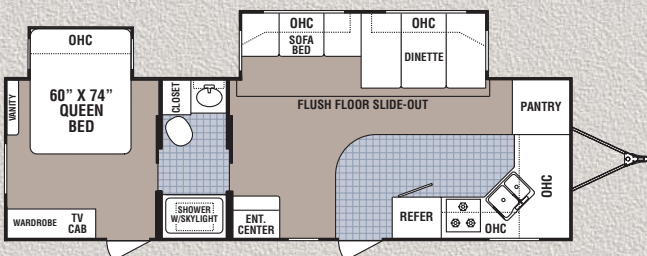 OHC
60” X 74”
QUEEN
BED
VANITY
WARDROBE
TV
CAB
CLOSET
SHOWER
W/SKYLIGHT
OHC
SOFA
BED
OHC
DINETTE
FLUSH FLOOR SLIDE-OUT
PANTRY
ENT.
CENTER
REFER
OHC
OHC